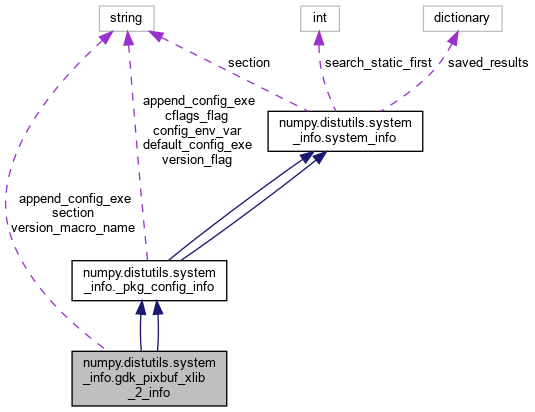 string
int
dictionary
section
search_static_first
saved_results
append_config_exe
cflags_flag
config_env_var
default_config_exe
version_flag
numpy.distutils.system
_info.system_info
append_config_exe
section
version_macro_name
numpy.distutils.system
_info._pkg_config_info
numpy.distutils.system
_info.gdk_pixbuf_xlib
_2_info